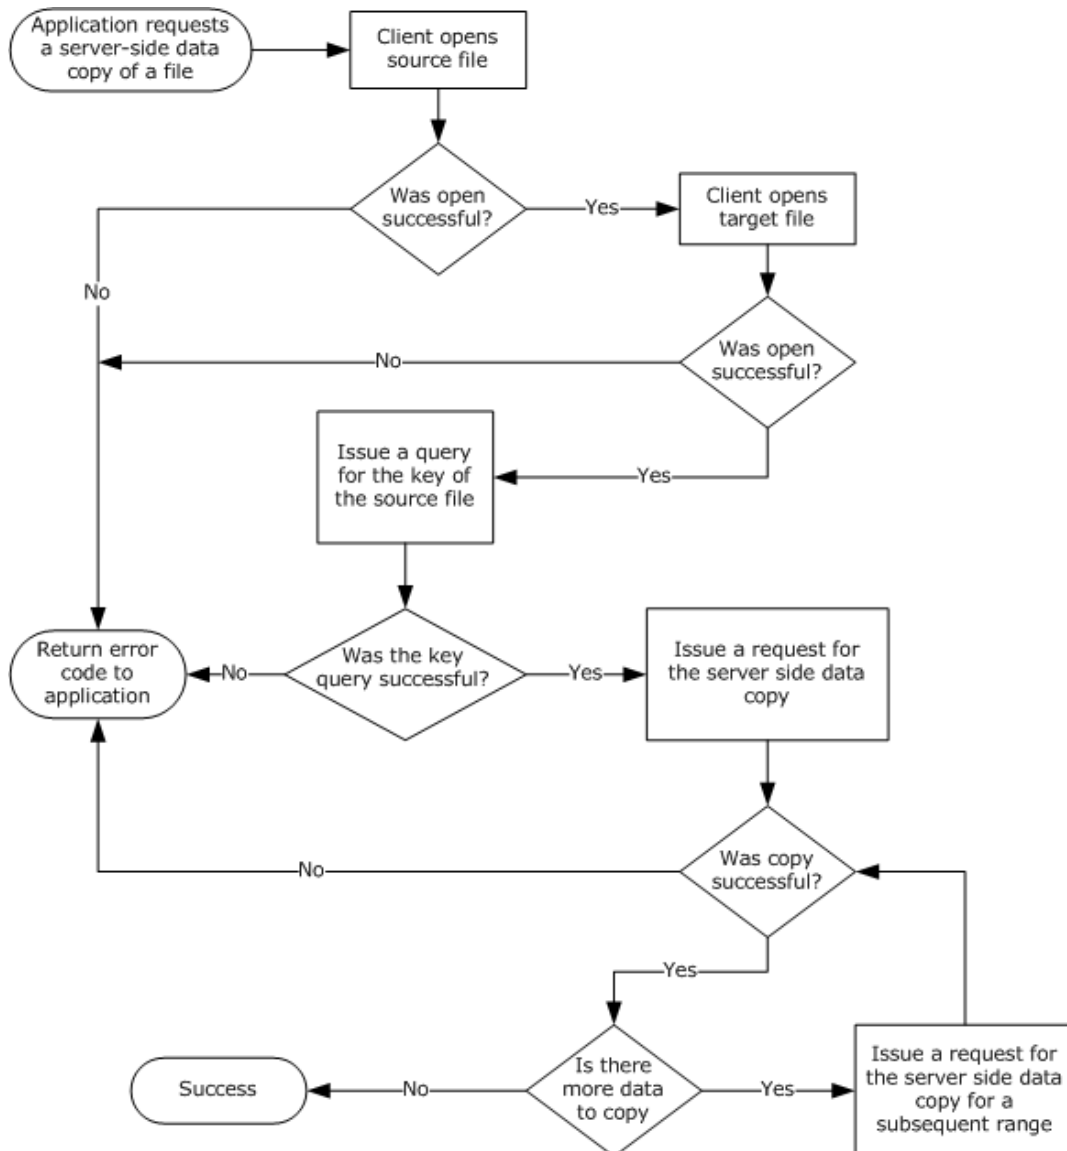 Application requests
a server-side data
copy of a file
Client opens
source file
Was open
successful?
Yes
Client opens
target file
No
Was open
successful?
No
Issue a query
for the key of
the source file
Yes
Return error
code to
application
No
Was the key
query successful?
Yes
Issue a request for
the server side data
copy
Was copy
successful?
No
Yes
Success
No
Is there
more data
to copy
Yes
Issue a request for
the server side data
copy for a
subsequent range